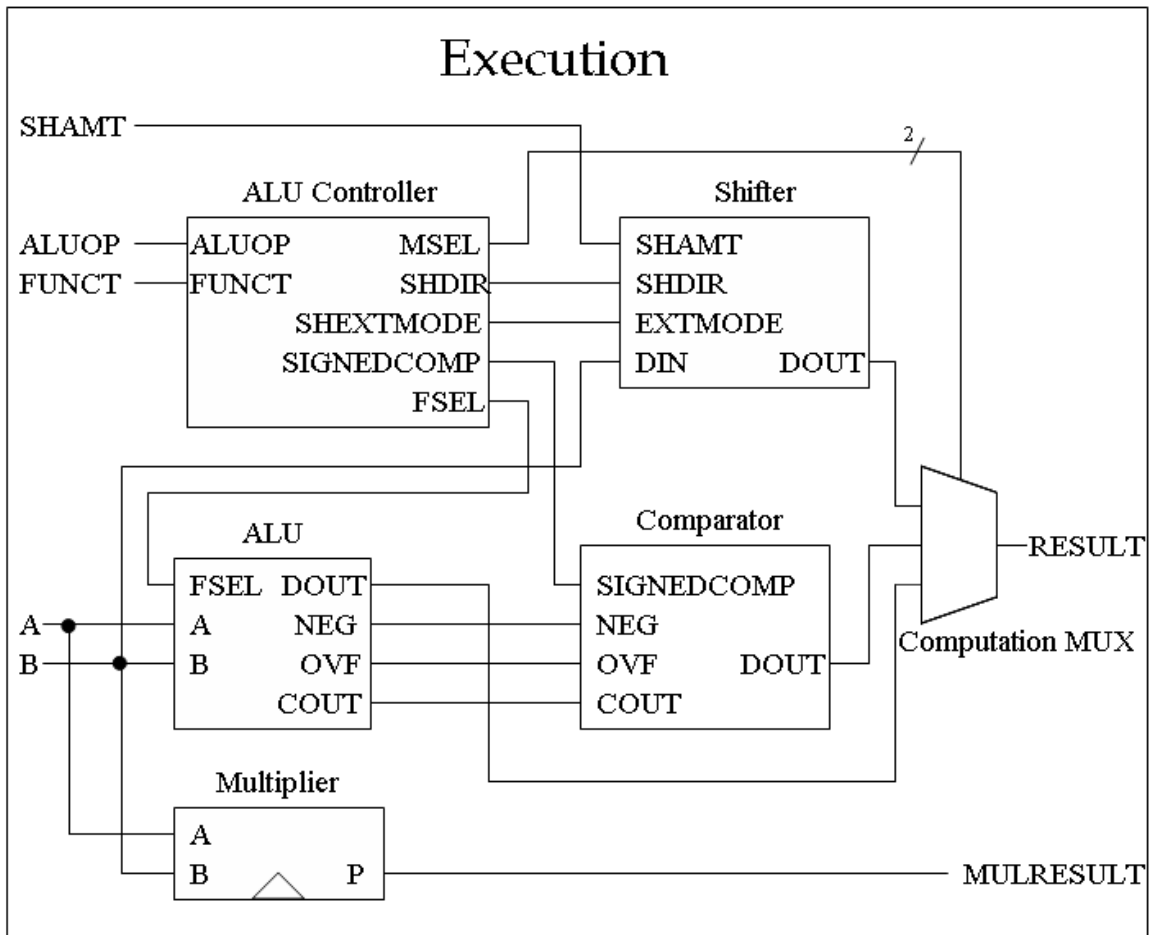 Execution
SHAMT
2
ALU Controller
Shifter
ALUOP
ALUOP
MSEL
SHAMT
FUNCT
FUNCT
SHDIR
SHDIR
SHEXTMODE
EXTMODE
SIGNEDCOMP
DIN
DOUT
FSEL
ALU
Comparator
RESULT
FSEL
DOUT
SIGNEDCOMP
A
A
NEG
NEG
Computation MUX
B
B
OVF
OVF
DOUT
COUT
COUT
Multiplier
A
B
P
MULRESULT